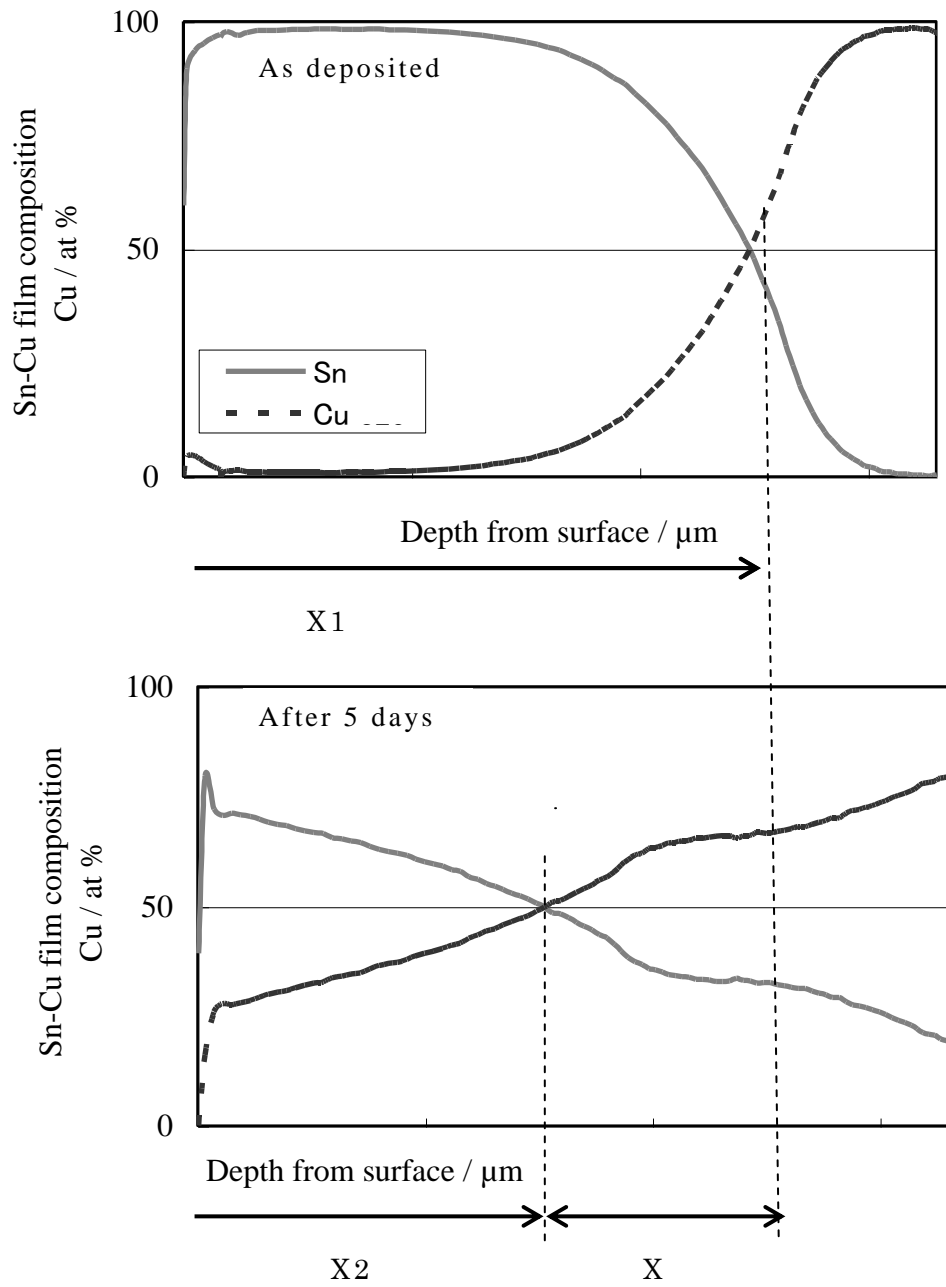 100
As deposited
Sn-Cu film composition
Cu / at %
50
Sn
Cu
0
Depth from surface / µm
X1
100
After 5 days
Sn-Cu film composition
Cu / at %
50
0
Depth from surface / µm
X2
X